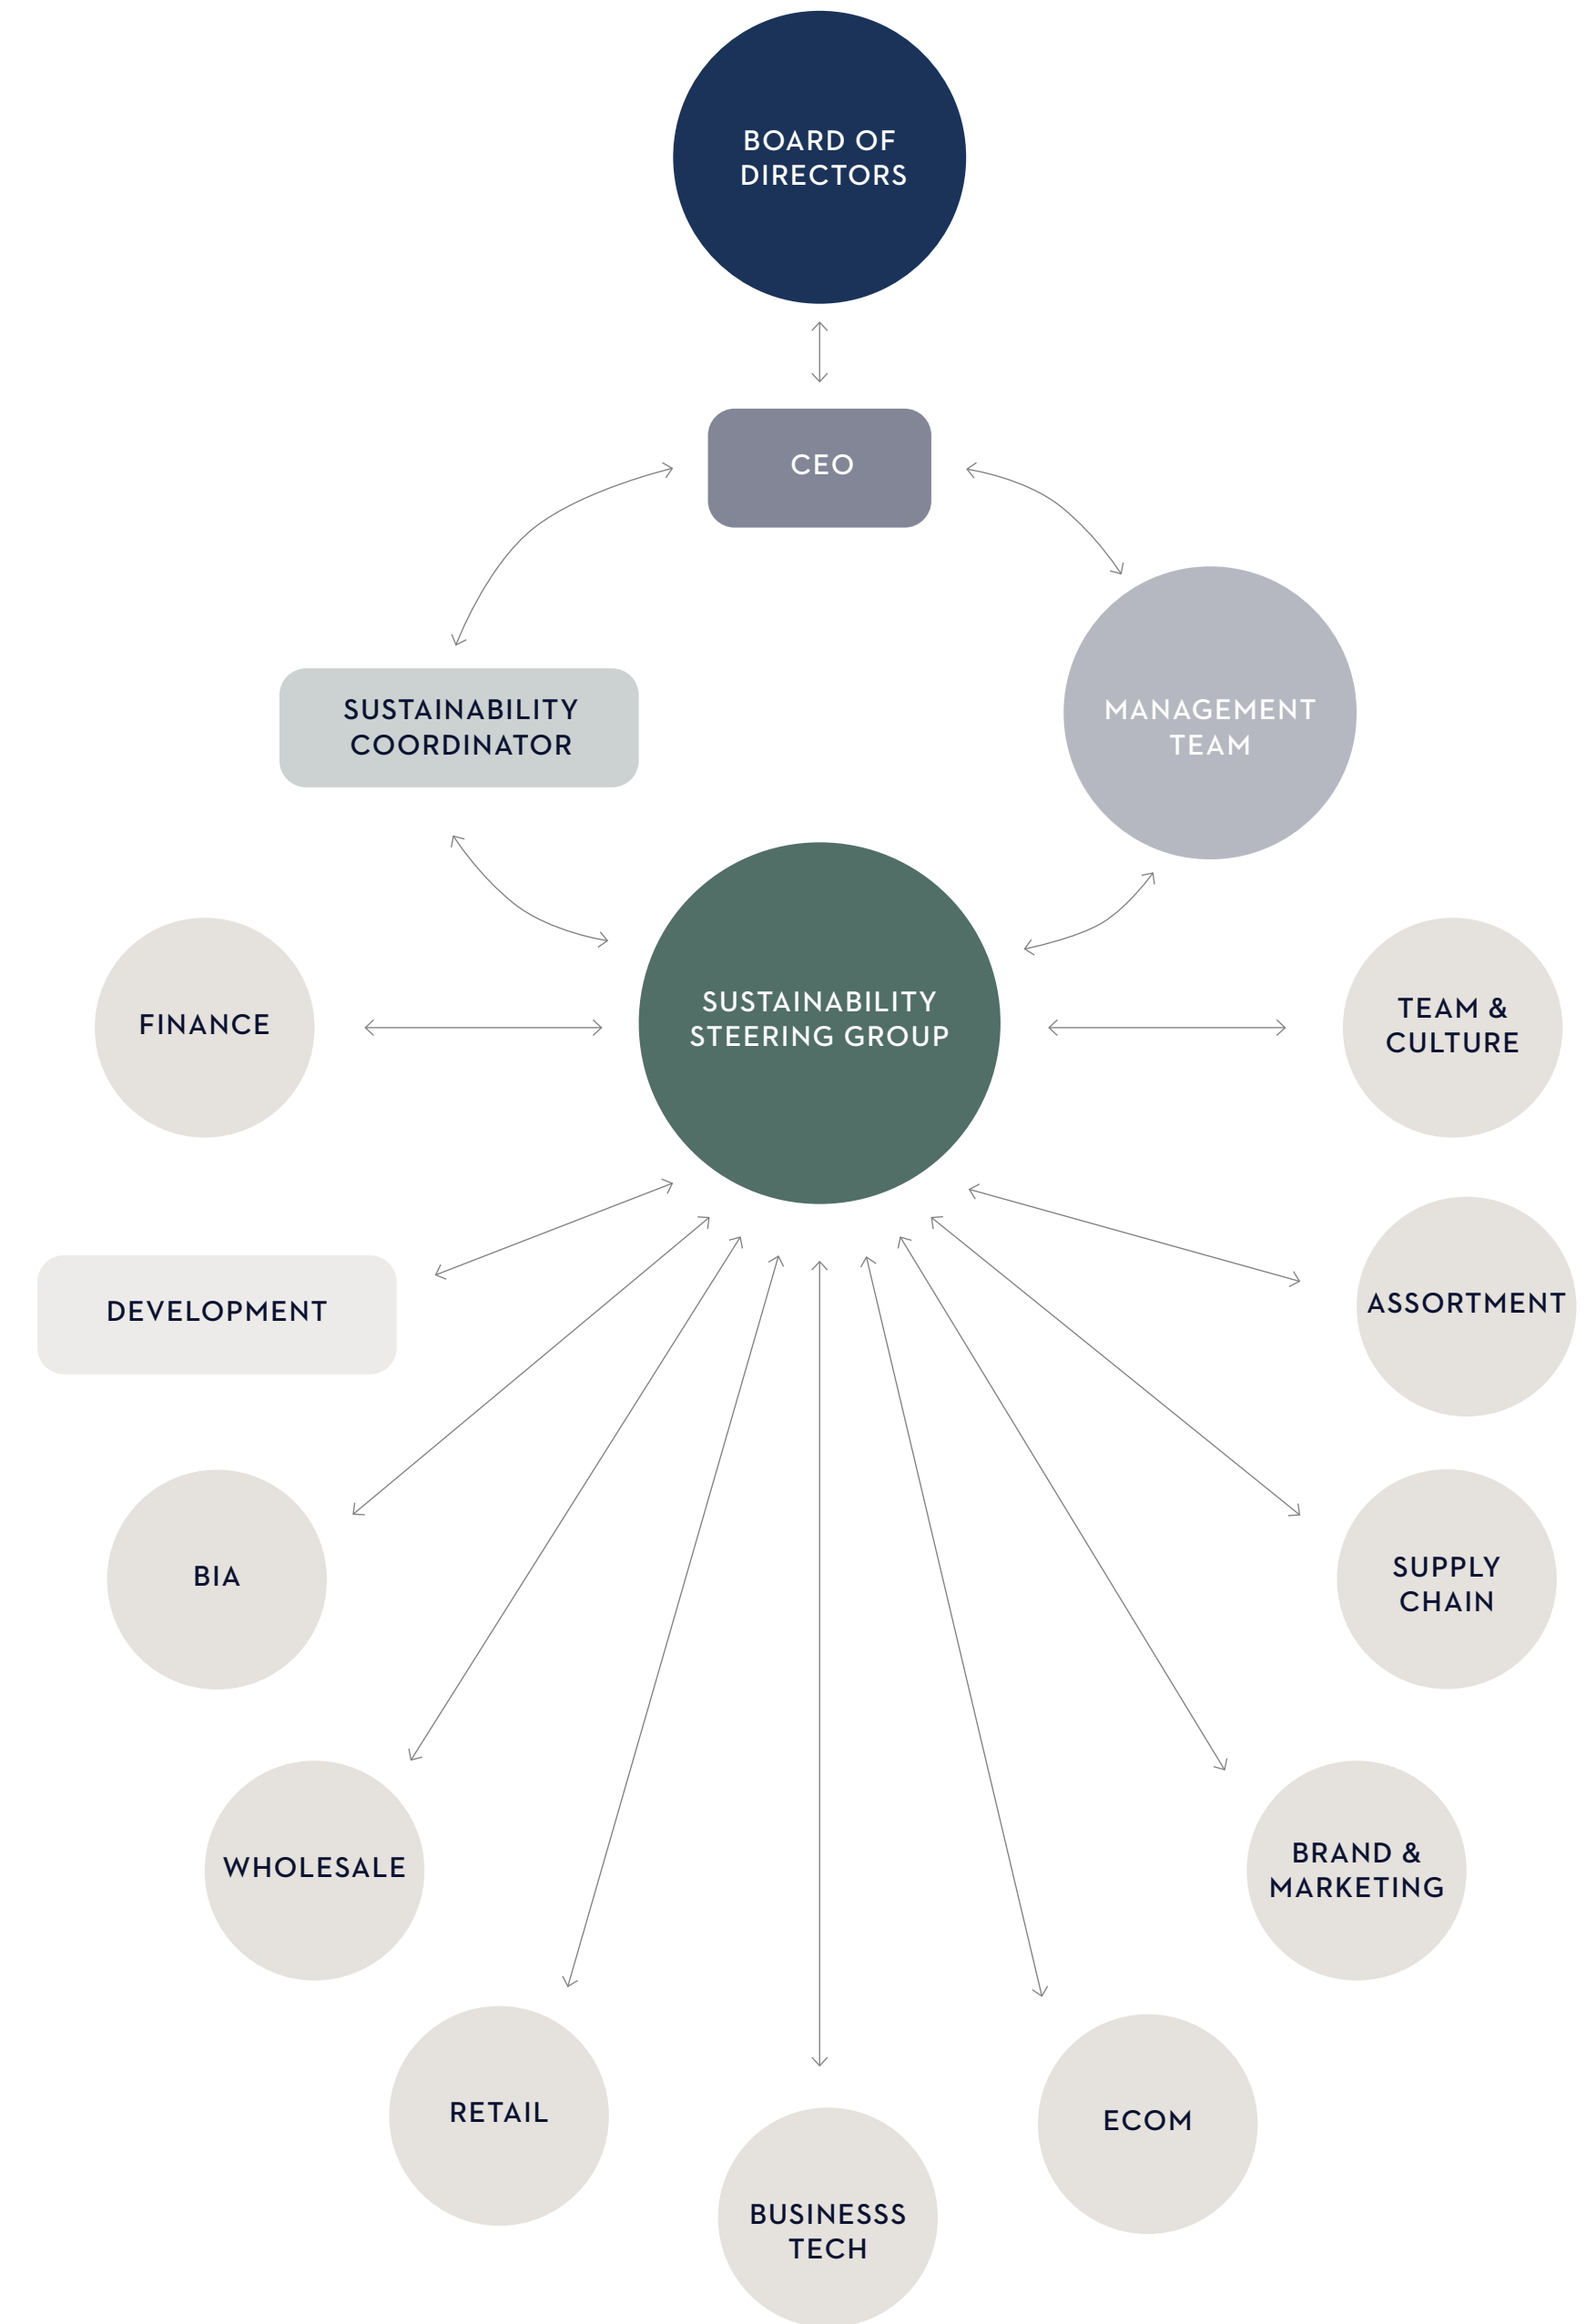 BOARD OF
DIRECTORS
CEO
SUSTAINABILITY
COORDINATOR
MANAGEMENT
TEAM
SUSTAINABILITY
STEERING GROUP
FINANCE
TEAM &
CULTURE
DEVELOPMENT
ASSORTMENT
BIA
SUPPLY
CHAIN
WHOLESALE
BRAND &
MARKETING
RETAIL
ECOM
BUSINESSS
TECH